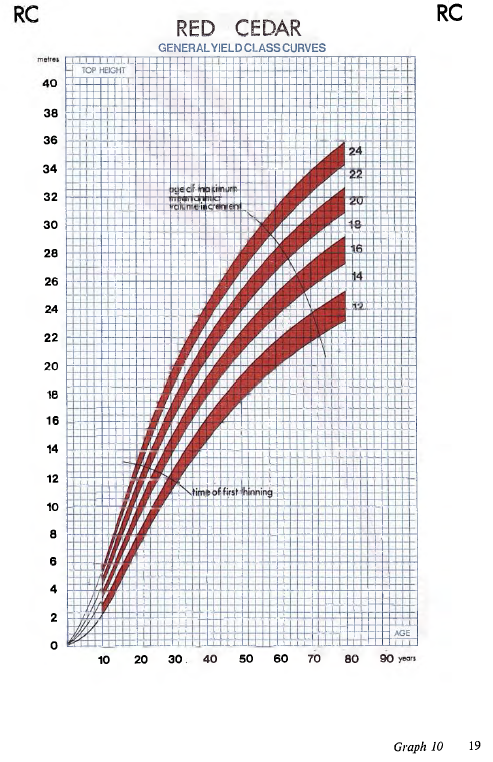 RC
RC
RED CEDAR
GENERAL YIELD CLASS CURVES
metres
TOP HEIGHT
40
38
36
34
32
30
28
26
24
22
20
18
16
14
12
10
8
6
4
2
0
24
22
20
18
16
14
12
age of maximum
mean annual
volume increment
time of first thinning
AGE
10 20 30 40 50 60 70 80 90 years
Graph 10 19